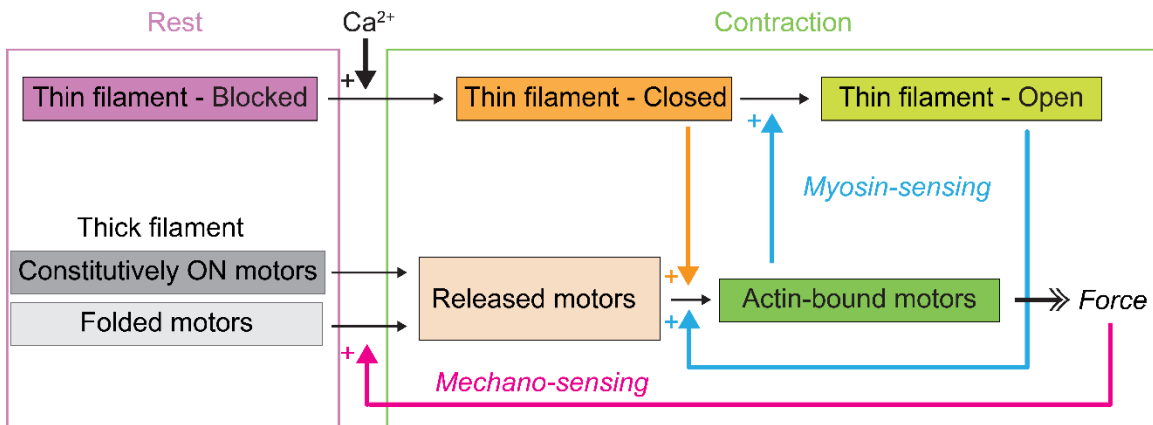 Rest
Ca²⁺
Contraction
+
Thin filament - Blocked
Thin filament - Closed
Thin filament - Open
+
Myosin-sensing
Thick filament
Constitutively ON motors
Folded motors
Released motors
+
+
Actin-bound motors
Force
+
Mechano-sensing